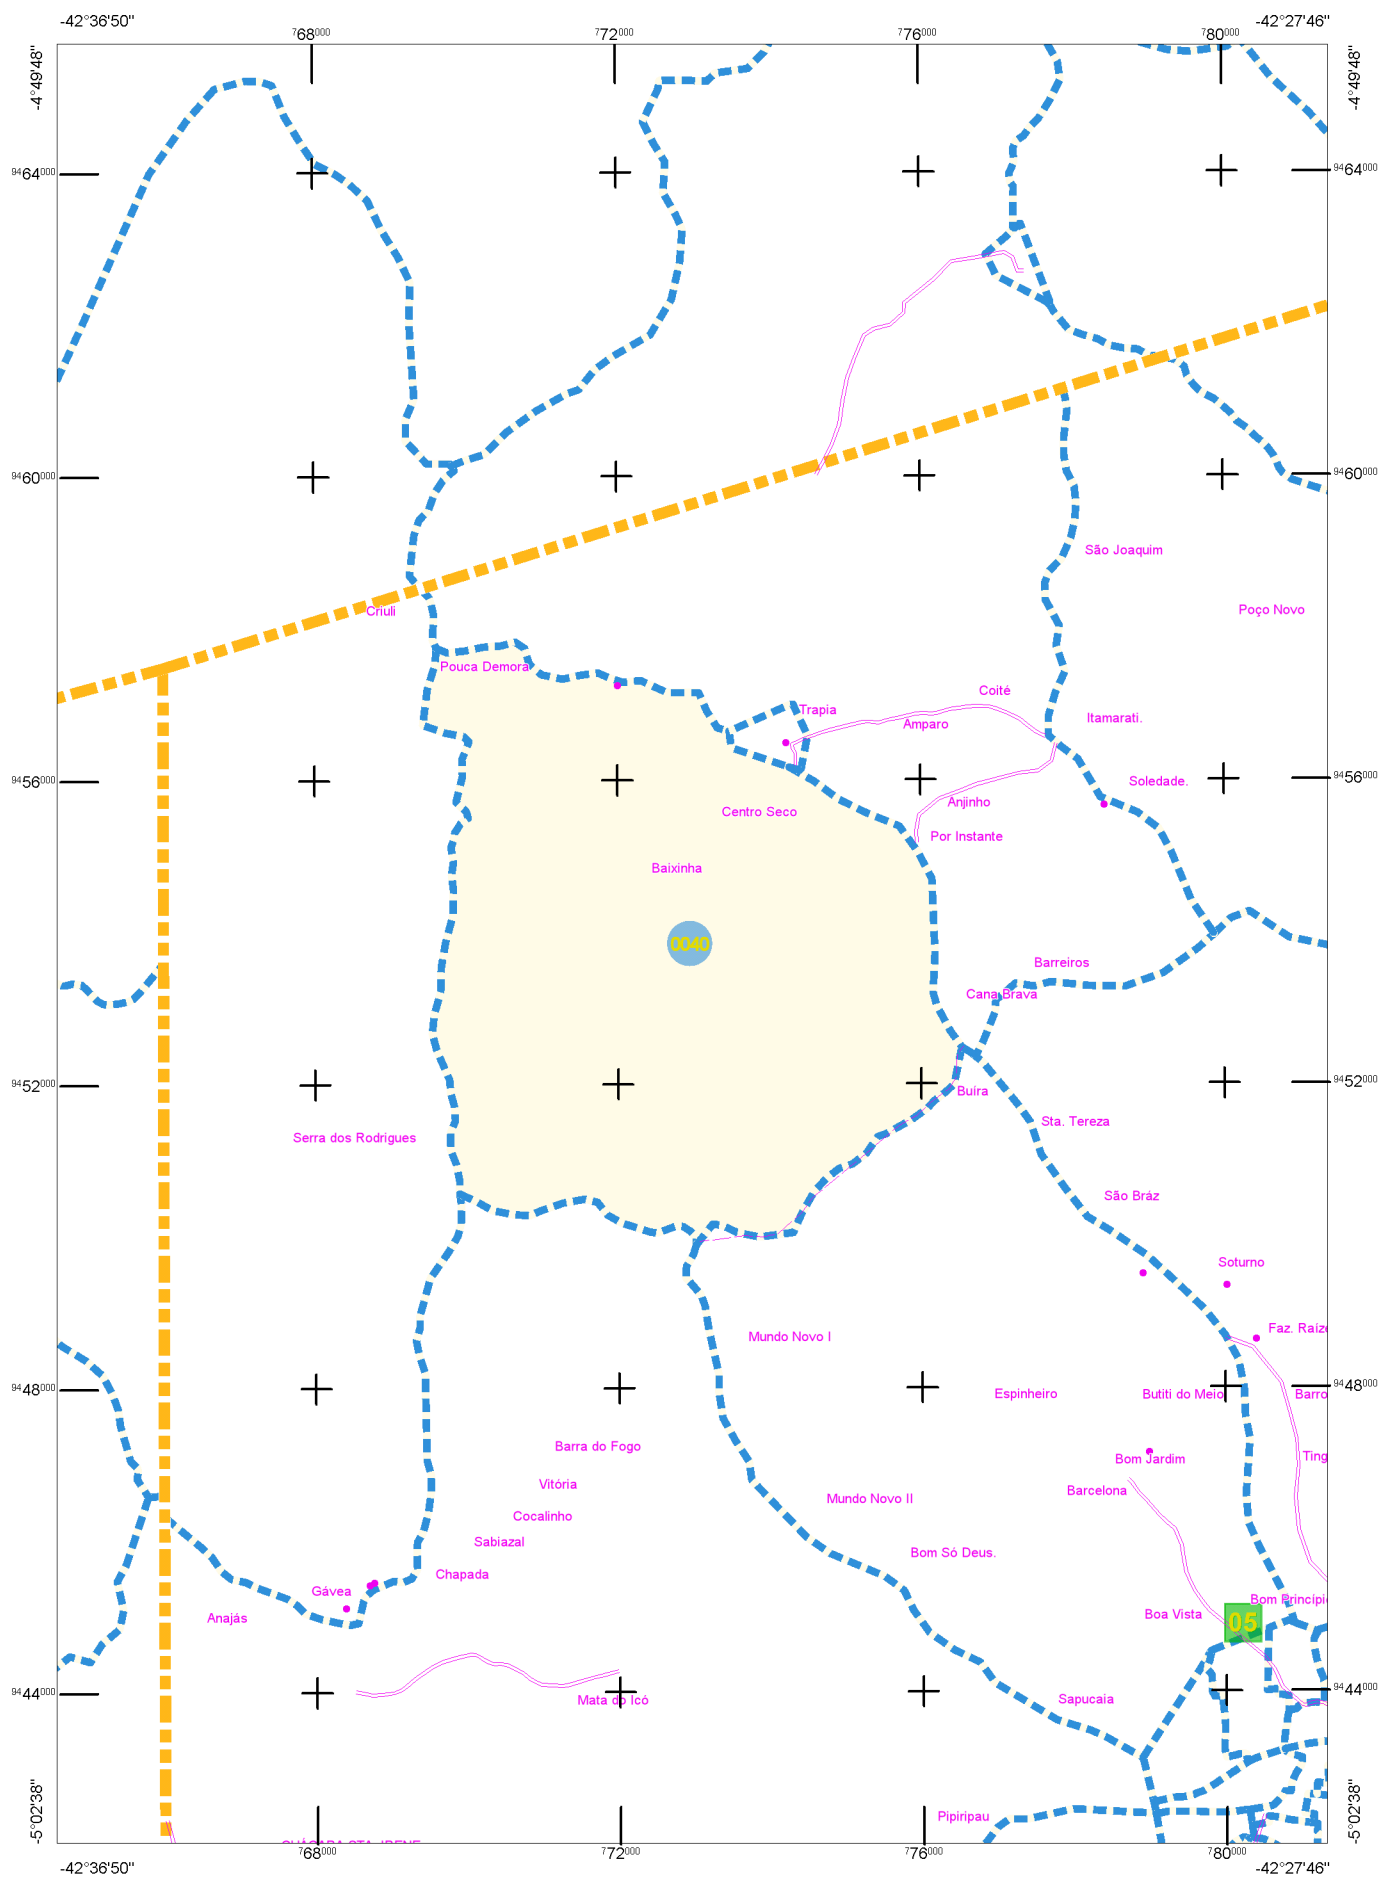 -42°36'50"
-42°27'46"
768000
772000
776000
780000
-4°49'48"
-4°49'48"
9464000
9464000
9460000
9460000
São Joaquim
Criuli
Poço Novo
Pouca Demora
Coité
Trapia
Itamarati.
Amparo
9456000
Soledade.
9456000
Anjinho
Centro Seco
Por Instante
Baixinha
0040
Barreiros
Cana Brava
9452000
9452000
Buíra
Sta. Tereza
Serra dos Rodrigues
São Bráz
Soturno
Faz. Raíze
Mundo Novo I
9448000
9448000
Espinheiro
Butiti do Meio
Barro
Barra do Fogo
Ting
Bom Jardim
Vitória
Barcelona
Mundo Novo II
Cocalinho
Sabiazal
Bom Só Deus.
Chapada
Gávea
Bom Princípi
Anajás
Boa Vista
05
9444000
9444000
Mata do Icó
Sapucaia
Pipiripau
-5°02'38"
-5°02'38"
CHÁCARA STA. IRENE
768000
772000
776000
780000
-42°36'50"
-42°27'46"